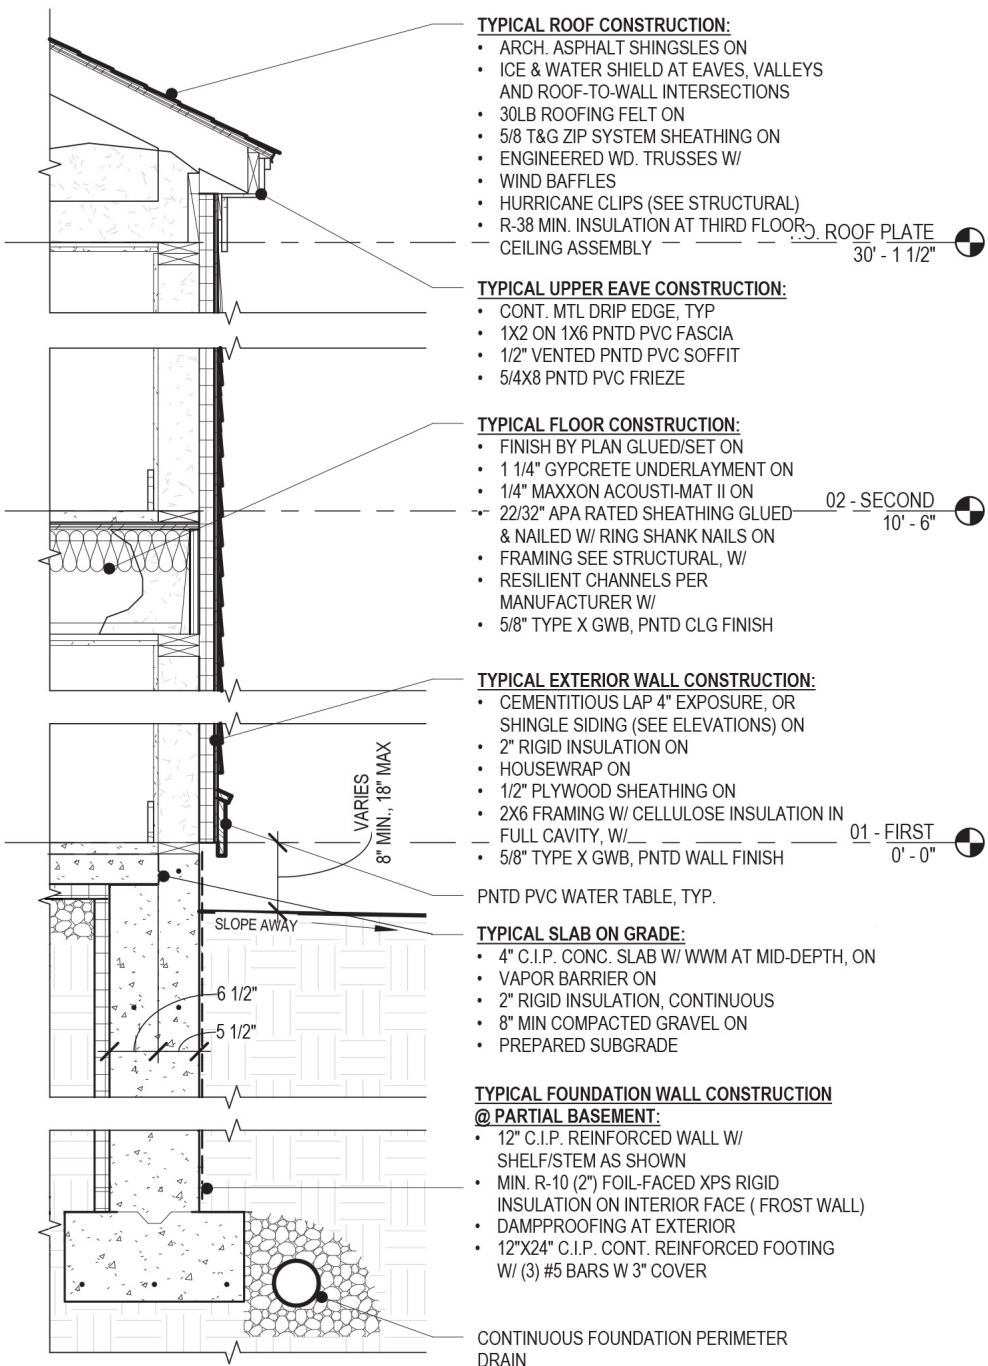 TYPICAL ROOF CONSTRUCTION:
• ARCH. ASPHALT SHINGSLES ON
• ICE & WATER SHIELD AT EAVES, VALLEYS
AND ROOF-TO-WALL INTERSECTIONS
• 30LB ROOFING FELT ON
• 5/8 T&G ZIP SYSTEM SHEATHING ON
• ENGINEERED WD. TRUSSES W/
• WIND BAFFLES
• HURRICANE CLIPS (SEE STRUCTURAL)
• R-38 MIN. INSULATION AT THIRD FLOOR
CEILING ASSEMBLY
ROOF PLATE
30' - 1 1/2"
TYPICAL UPPER EAVE CONSTRUCTION:
• CONT. MTL DRIP EDGE, TYP
• 1X2 ON 1X6 PNTD PVC FASCIA
• 1/2" VENTED PNTD PVC SOFFIT
• 5/4X8 PNTD PVC FRIEZE
TYPICAL FLOOR CONSTRUCTION:
• FINISH BY PLAN GLUED/SET ON
• 1 1/4" GYPCRETE UNDERLAYMENT ON
• 1/4" MAXXON ACOUSTI-MAT II ON
• 22/32" APA RATED SHEATHING GLUED
& NAILED W/ RING SHANK NAILS ON
• FRAMING SEE STRUCTURAL, W/
• RESILIENT CHANNELS PER
MANUFACTURER W/
• 5/8" TYPE X GWB, PNTD CLG FINISH
02 - SECOND
10' - 6"
TYPICAL EXTERIOR WALL CONSTRUCTION:
• CEMENTITIOUS LAP 4" EXPOSURE, OR
SHINGLE SIDING (SEE ELEVATIONS) ON
• 2" RIGID INSULATION ON
• HOUSEWRAP ON
• 1/2" PLYWOOD SHEATHING ON
• 2X6 FRAMING W/ CELLULOSE INSULATION IN
FULL CAVITY, W/
• 5/8" TYPE X GWB, PNTD WALL FINISH
01 - FIRST
0' - 0"
VARIES
8" MIN., 18" MAX
PNTD PVC WATER TABLE, TYP.
SLOPE AWAY
TYPICAL SLAB ON GRADE:
• 4" C.I.P. CONC. SLAB W/ WWM AT MID-DEPTH, ON
• VAPOR BARRIER ON
• 2" RIGID INSULATION, CONTINUOUS
• 8" MIN COMPACTED GRAVEL ON
• PREPARED SUBGRADE
6 1/2"
5 1/2"
TYPICAL FOUNDATION WALL CONSTRUCTION
@ PARTIAL BASEMENT:
• 12" C.I.P. REINFORCED WALL W/
SHELF/STEM AS SHOWN
• MIN. R-10 (2") FOIL-FACED XPS RIGID
INSULATION ON INTERIOR FACE ( FROST WALL)
• DAMPPROOFING AT EXTERIOR
• 12"X24" C.I.P. CONT. REINFORCED FOOTING
W/ (3) #5 BARS W 3" COVER
CONTINUOUS FOUNDATION PERIMETER
DRAIN